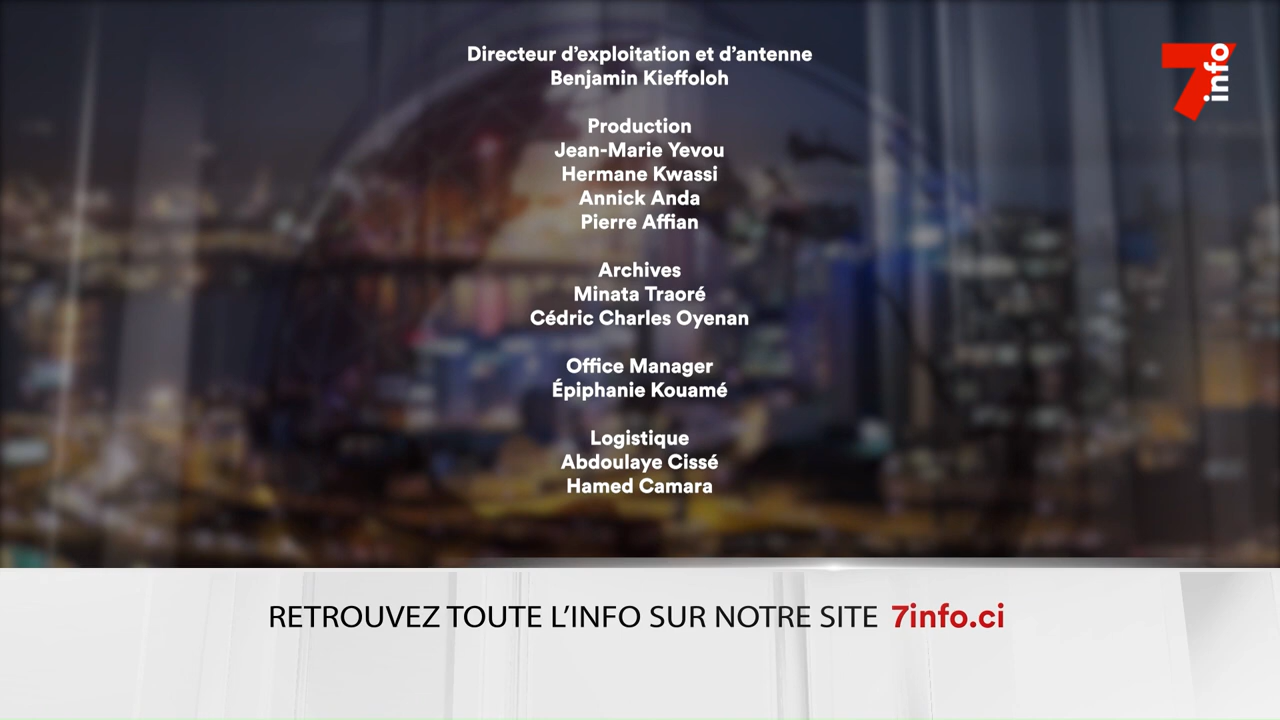 Directeur d’exploitation et d’antenne
Benjamin Kieffoloh
Production
Jean-Marie Yevou
Hermane Kwassi
Annick Anda
Pierre Affian
Archives
Minata Traoré
Cédric Charles Oyenan
Office Manager
Épiphanie Kouamé
Logistique
Abdoulaye Cissé
Hamed Camara
7info
RETROUVEZ TOUTE L’INFO SUR NOTRE SITE 7info.ci